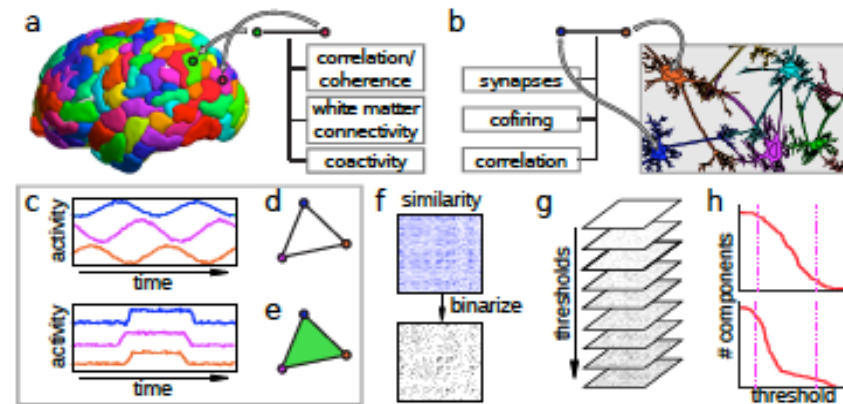 a
correlation/
coherence
white matter
connectivity
coactivity
b
synapses
cofiring
correlation
c
activity
time
activity
time
d
e
f
similarity
binarize
g
thresholds
h
# components
threshold